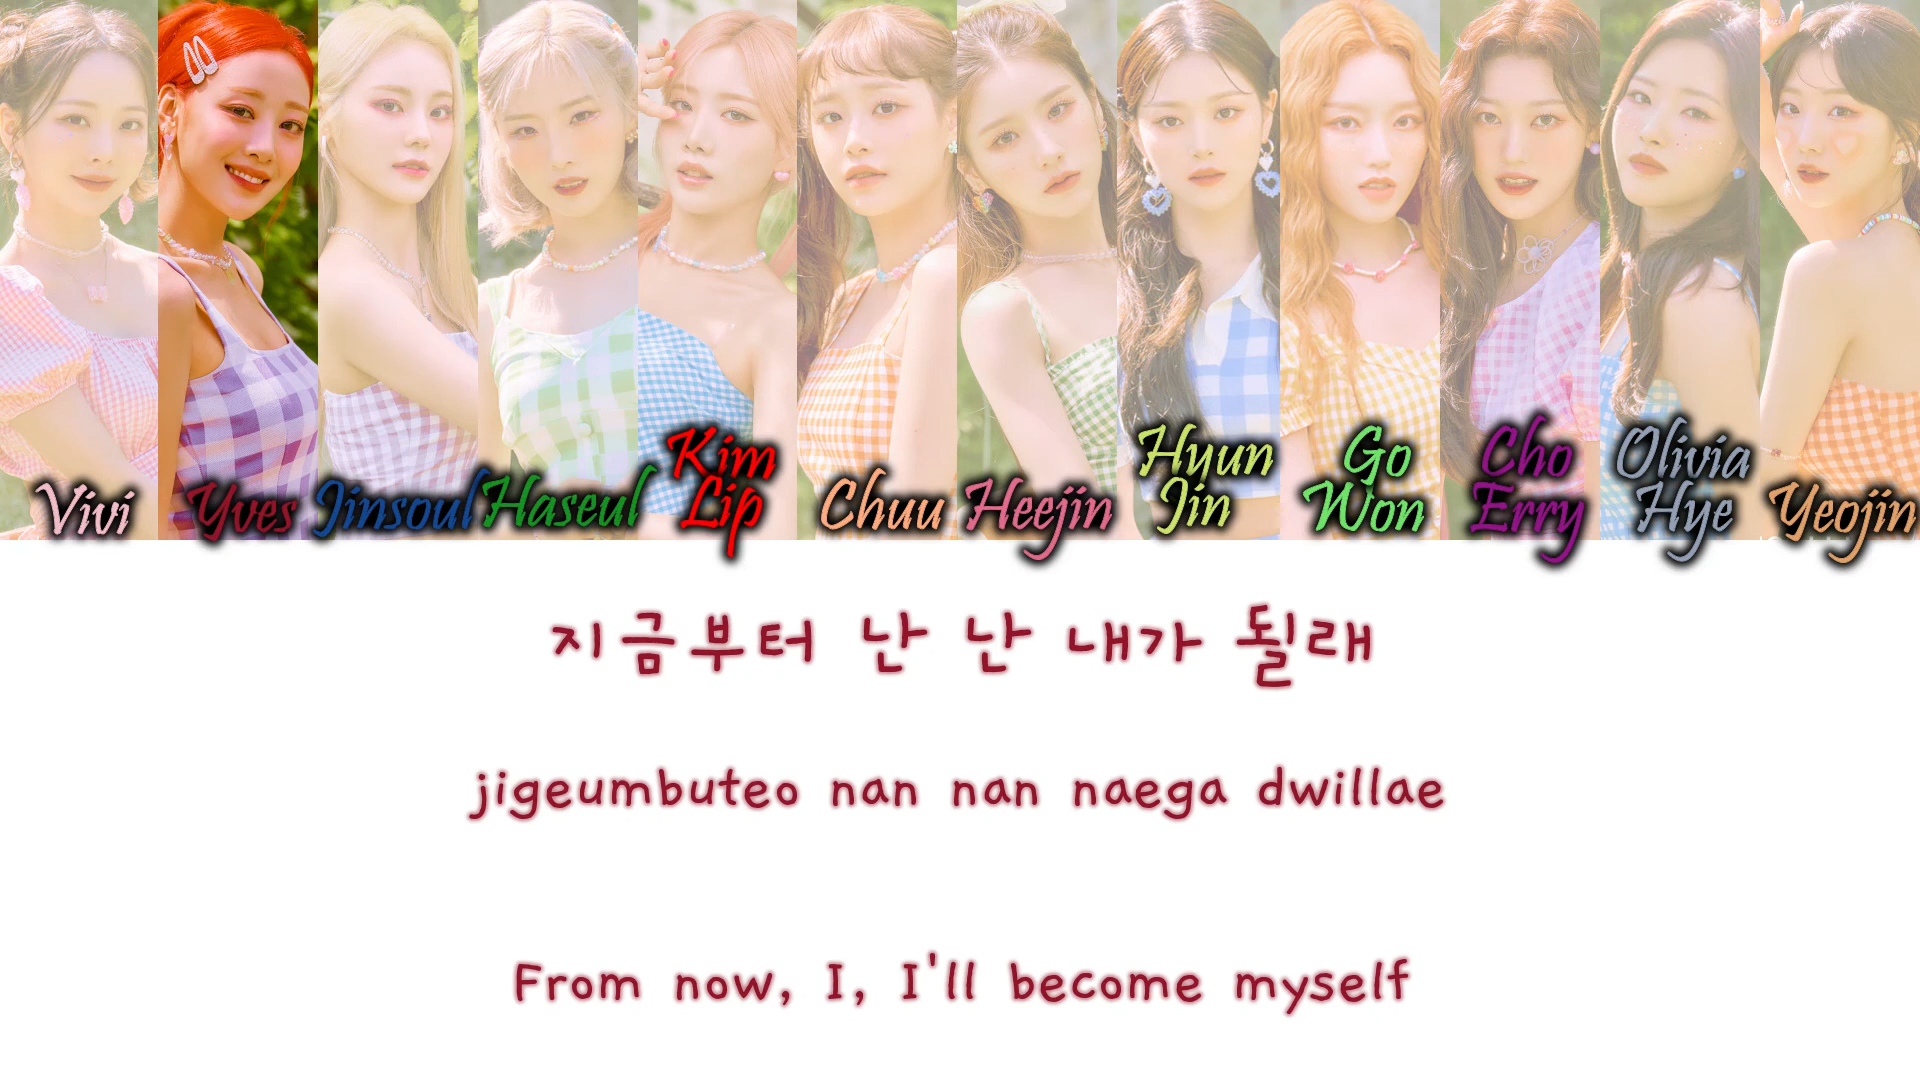 Vivi
Yves
Jinsoul
Haseul
Kim
Lip
Chuu
Heejin
Hyun
Jin
Go
Won
Cho
Erry
Olivia
Hye
Yeojin
지금부터 난 난 내가 될래
jigeumbuteo nan nan naega dwillae
From now, I, I'll become myself